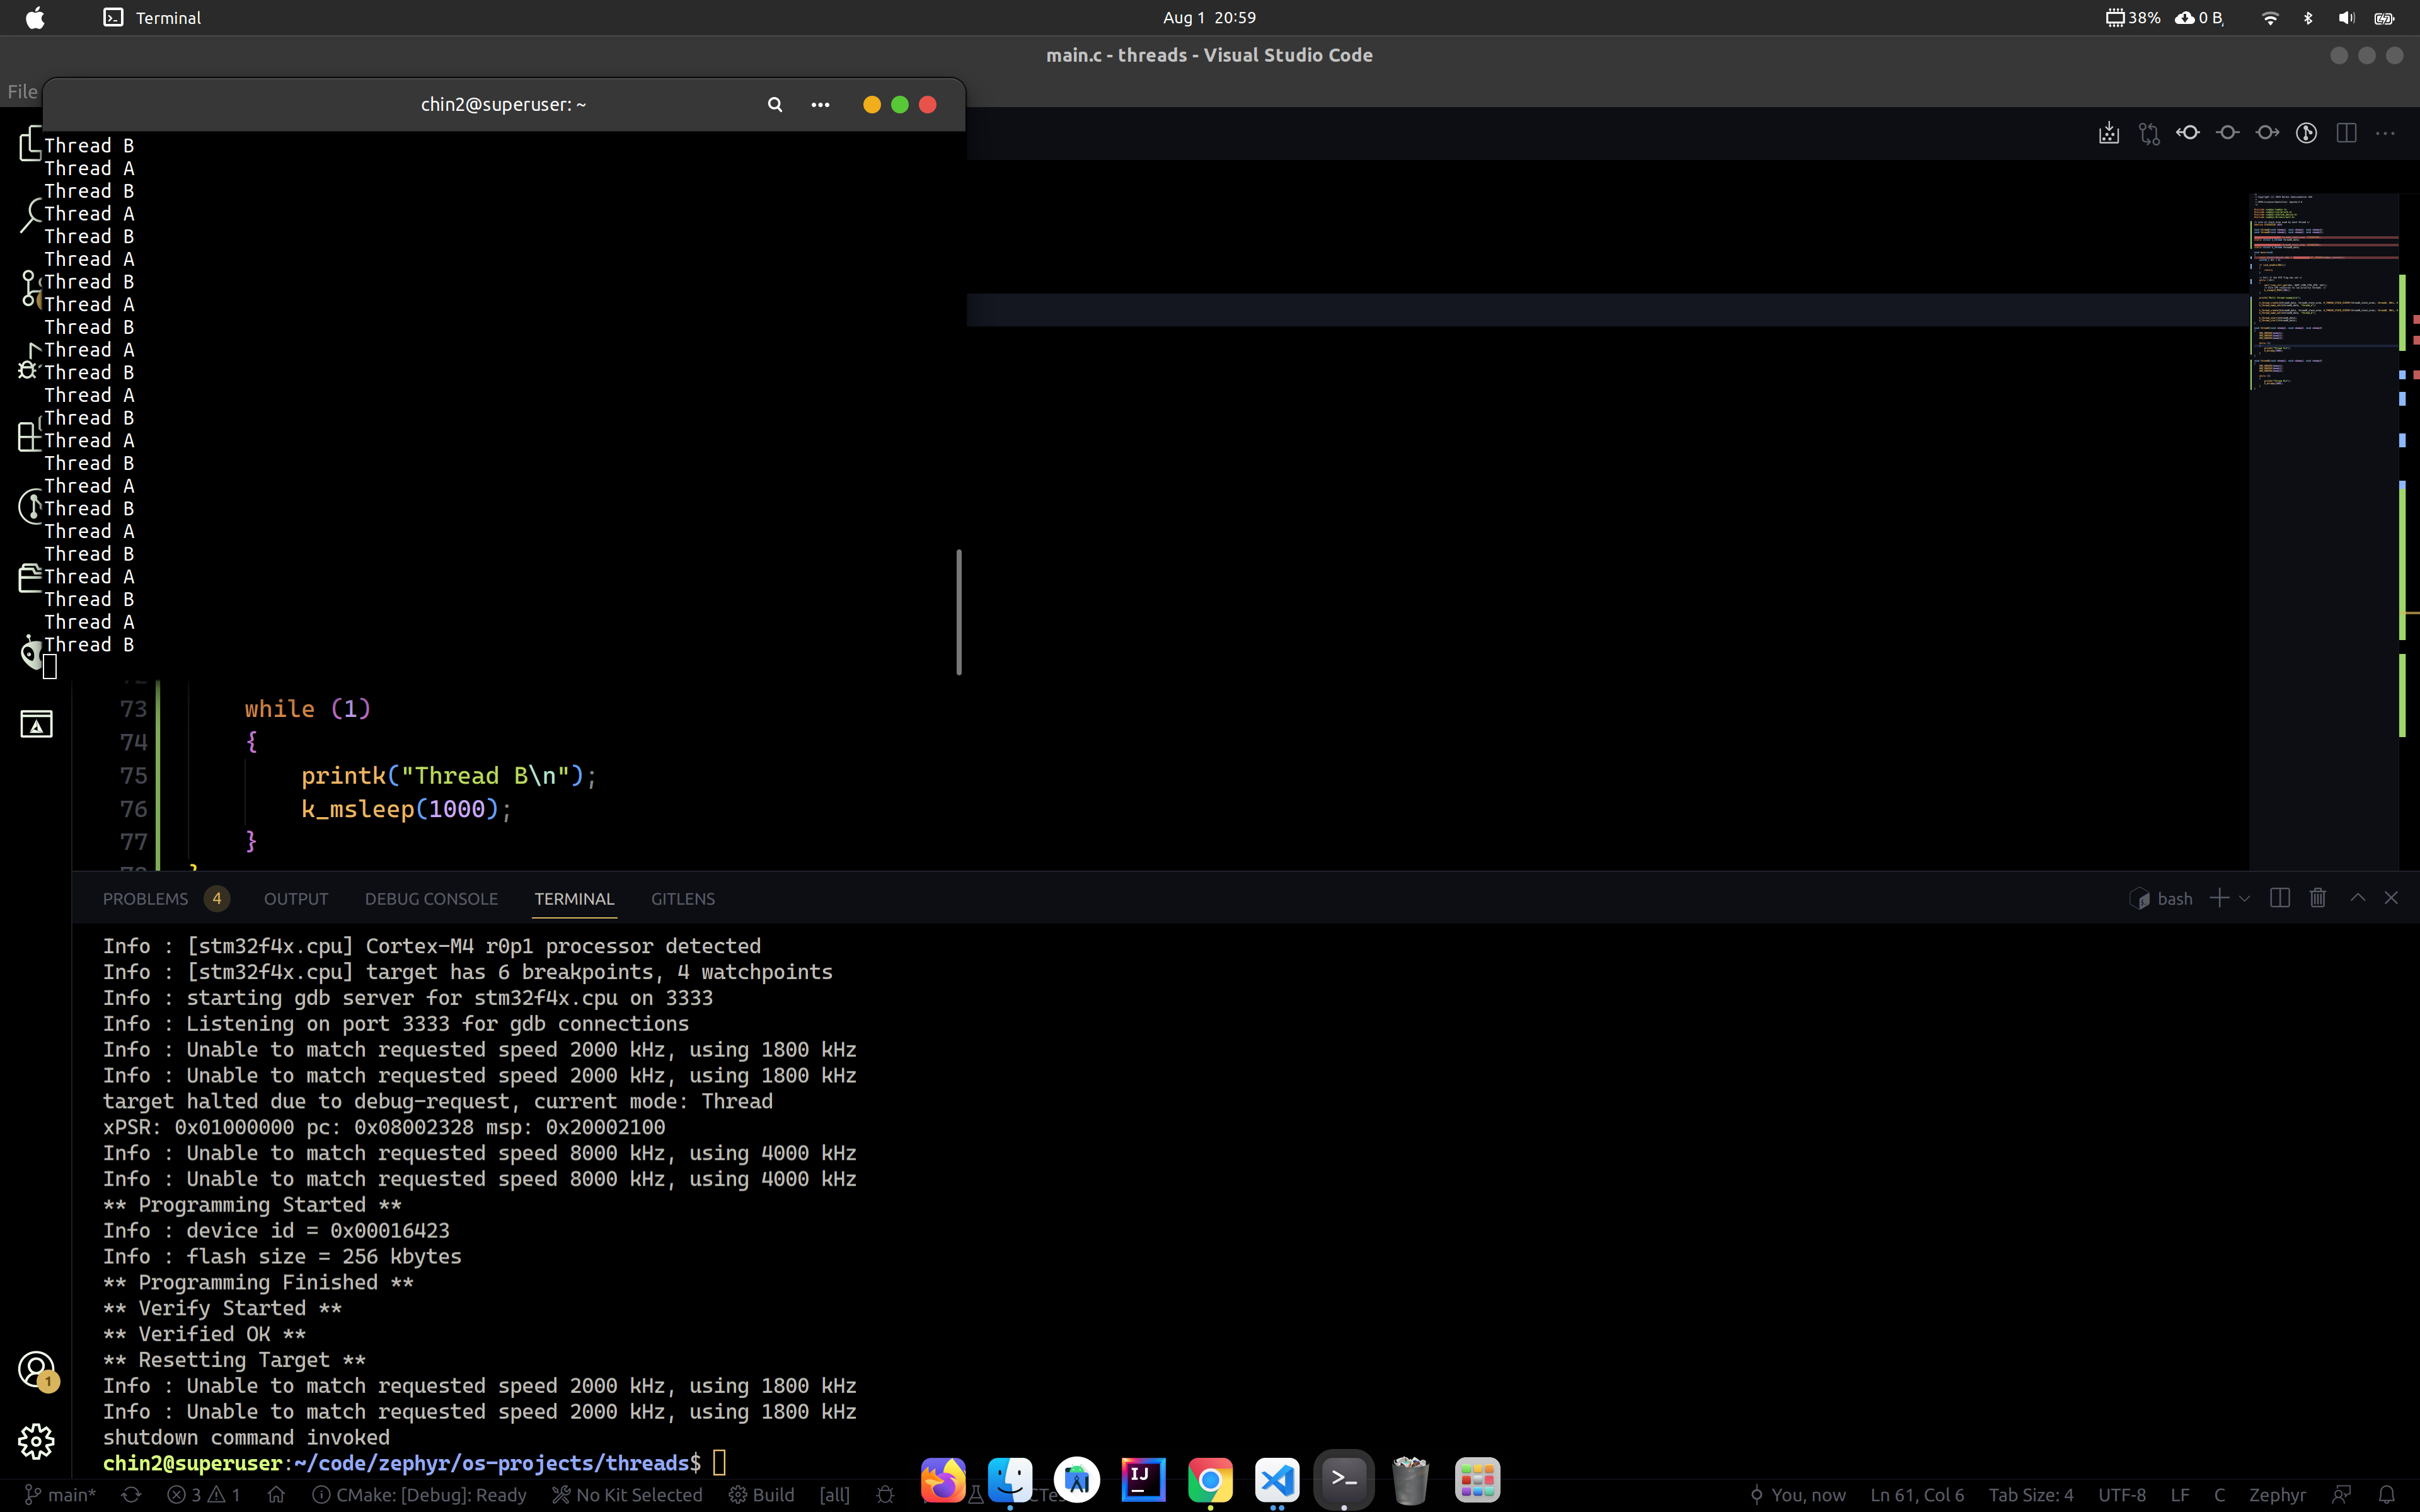 Terminal
Aug 1 20:59
38%
0 B
main.c - threads - Visual Studio Code
File
chin2@superuser: ~
Thread B
Thread A
Thread B
Thread A
Thread B
Thread A
Thread B
Thread A
Thread B
Thread A
Thread B
Thread A
Thread B
Thread A
Thread B
Thread A
Thread B
Thread A
Thread B
Thread A
Thread B
Thread A
Thread B
73 while (1)
74 {
75 printk("Thread B\n");
76 k_msleep(1000);
77 }
PROBLEMS 4 OUTPUT DEBUG CONSOLE TERMINAL GITLENS
bash
Info : [stm32f4x.cpu] Cortex-M4 r0p1 processor detected
Info : [stm32f4x.cpu] target has 6 breakpoints, 4 watchpoints
Info : starting gdb server for stm32f4x.cpu on 3333
Info : Listening on port 3333 for gdb connections
Info : Unable to match requested speed 2000 kHz, using 1800 kHz
Info : Unable to match requested speed 2000 kHz, using 1800 kHz
target halted due to debug-request, current mode: Thread
xPSR: 0x01000000 pc: 0x08002328 msp: 0x20002100
Info : Unable to match requested speed 8000 kHz, using 4000 kHz
Info : Unable to match requested speed 8000 kHz, using 4000 kHz
** Programming Started **
Info : device id = 0x00016423
Info : flash size = 256 kbytes
** Programming Finished **
** Verify Started **
** Verified OK **
** Resetting Target **
Info : Unable to match requested speed 2000 kHz, using 1800 kHz
Info : Unable to match requested speed 2000 kHz, using 1800 kHz
shutdown command invoked
chin2@superuser:~/code/zephyr/os-projects/threads$
1
IJ
main* 3 1 CMake: [Debug]: Ready No Kit Selected Build [all]
You, now Ln 61, Col 6 Tab Size: 4 UTF-8 LF C Zephyr